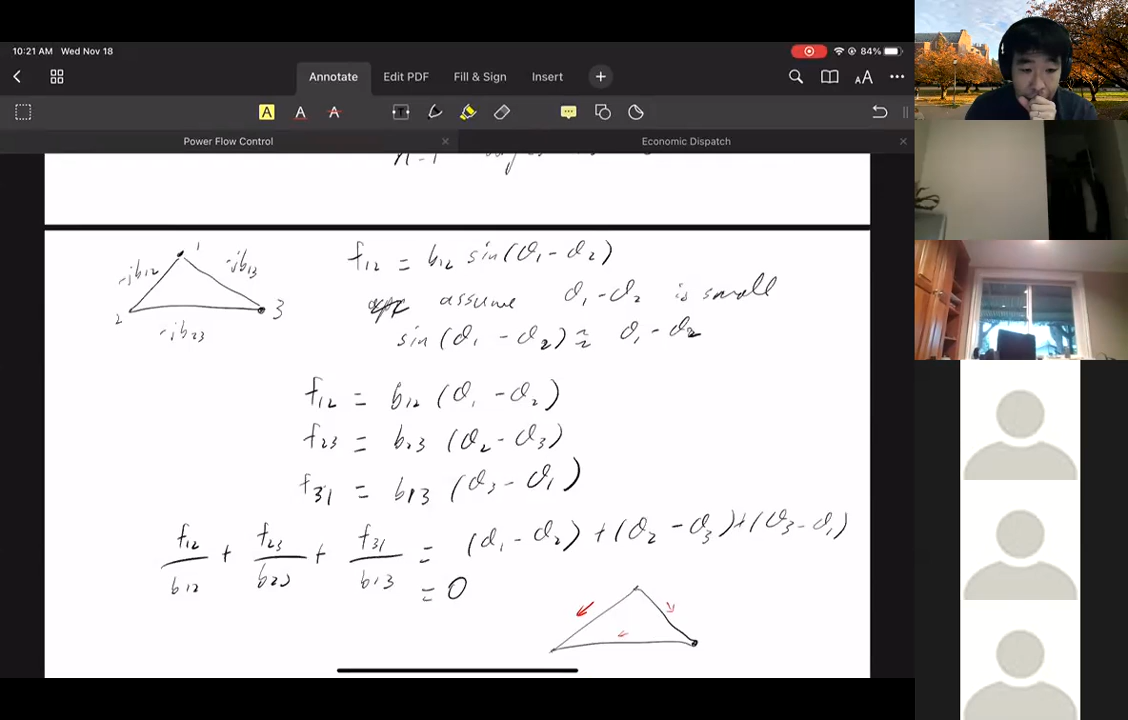 10:21 AM Wed Nov 18
84%
Annotate
Edit PDF
Fill & Sign
Insert
AA
A A A
T
Power Flow Control
Economic Dispatch
n-1
1
-jb12
-jb13
2
3
-jb23
f12 = b12 sin(θ1 - θ2)
assume θ1 - θ2 is small
sin(θ1 - θ2) ≈ θ1 - θ2
f12 = b12 (θ1 - θ2)
f23 = b23 (θ2 - θ3)
f31 = b13 (θ3 - θ1)
f12/b12 + f23/b23 + f31/b13 = (θ1 - θ2) + (θ2 - θ3) + (θ3 - θ1)
= 0